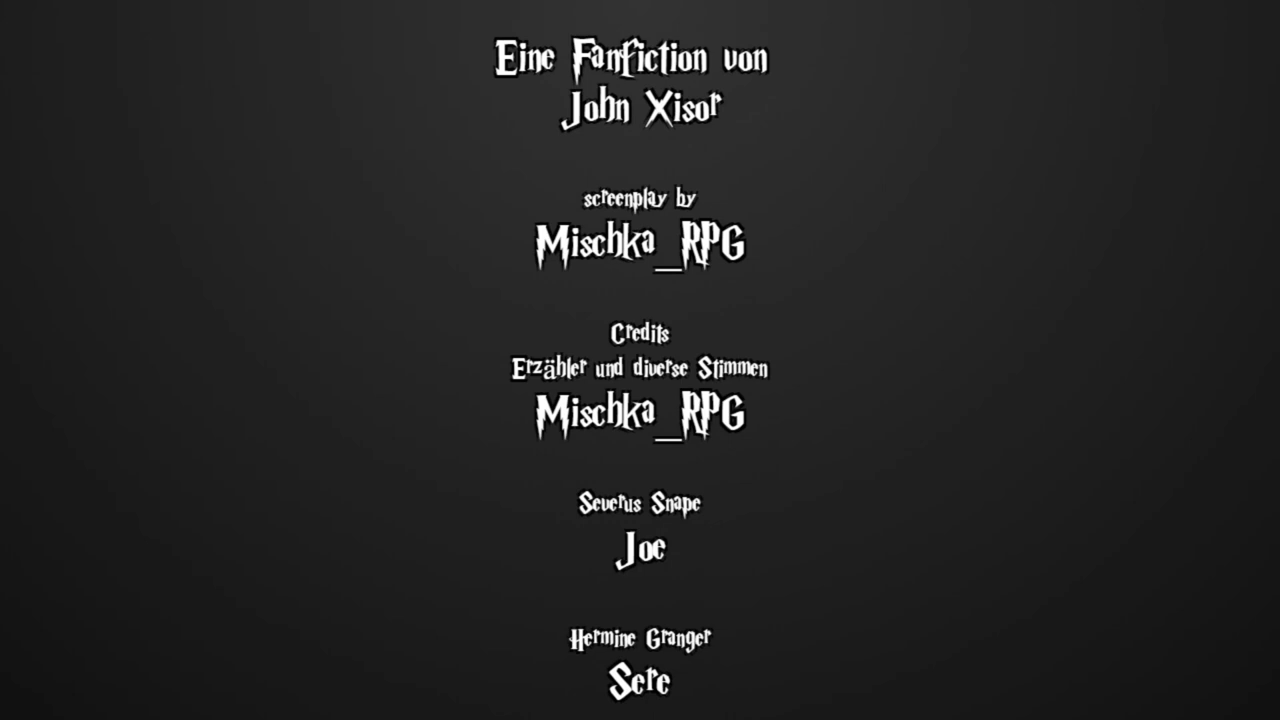 Eine Fanfiction von
John Xisor
screenplay by
Mischka_RPG
Credits
Erzähler und diverse Stimmen
Mischka_RPG
Severus Snape
Joe
Hermine Granger
Sere